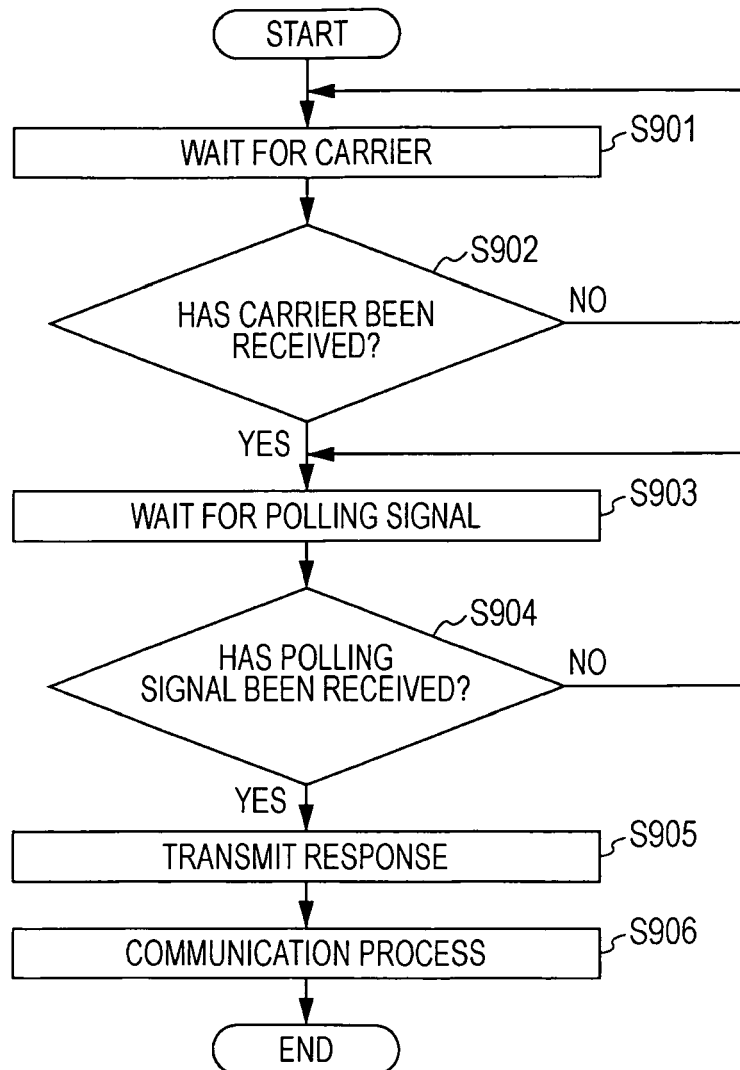 START
WAIT FOR CARRIER
S901
S902
HAS CARRIER BEEN
RECEIVED?
NO
YES
WAIT FOR POLLING SIGNAL
S903
S904
HAS POLLING
SIGNAL BEEN RECEIVED?
NO
YES
TRANSMIT RESPONSE
S905
COMMUNICATION PROCESS
S906
END